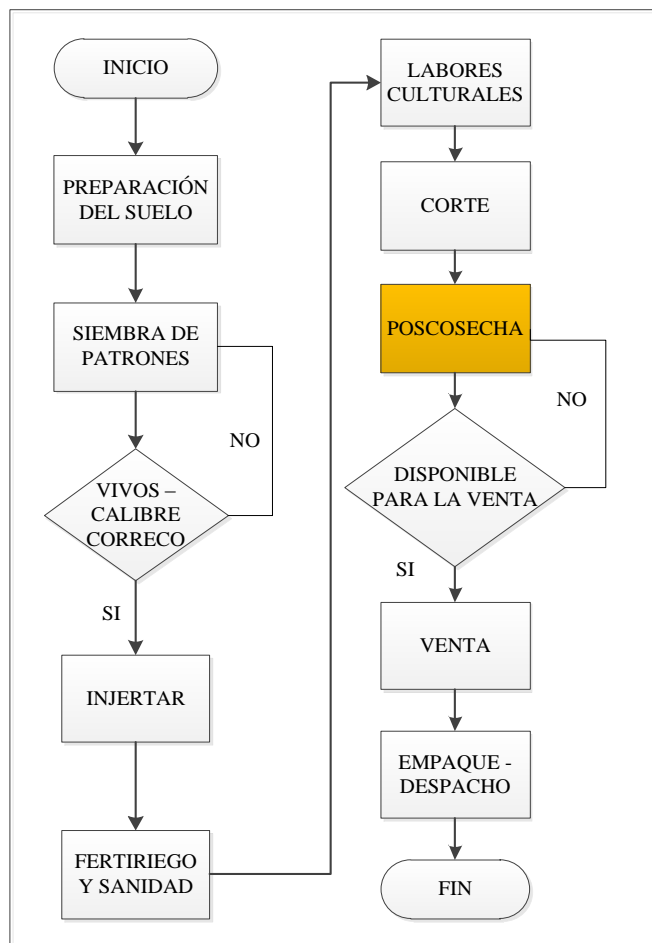 INICIO
PREPARACIÓN
DEL SUELO
SIEMBRA DE
PATRONES
NO
VIVOS –
CALIBRE
CORRECO
SI
INJERTAR
FERTIRIEGO
Y SANIDAD
LABORES
CULTURALES
CORTE
POSCOSECHA
NO
DISPONIBLE
PARA LA VENTA
SI
VENTA
EMPAQUE -
DESPACHO
FIN